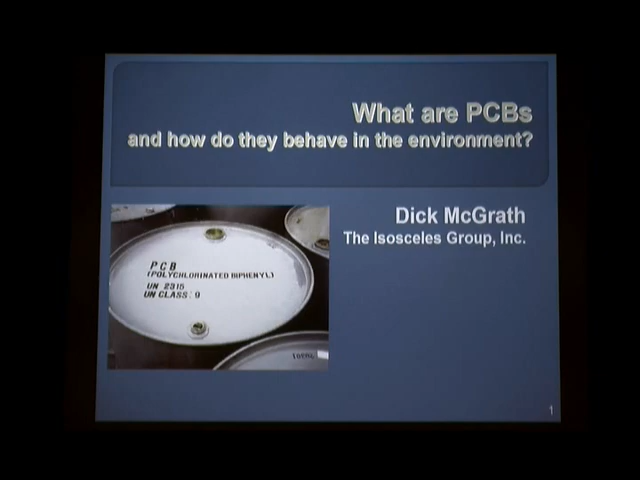 What are PCBs
and how do they behave in the environment?
Dick McGrath
The Isosceles Group, Inc.
PCB
(POLYCHLORINATED BIPHENYL)
UN 2315
UN CLASS: 9
1